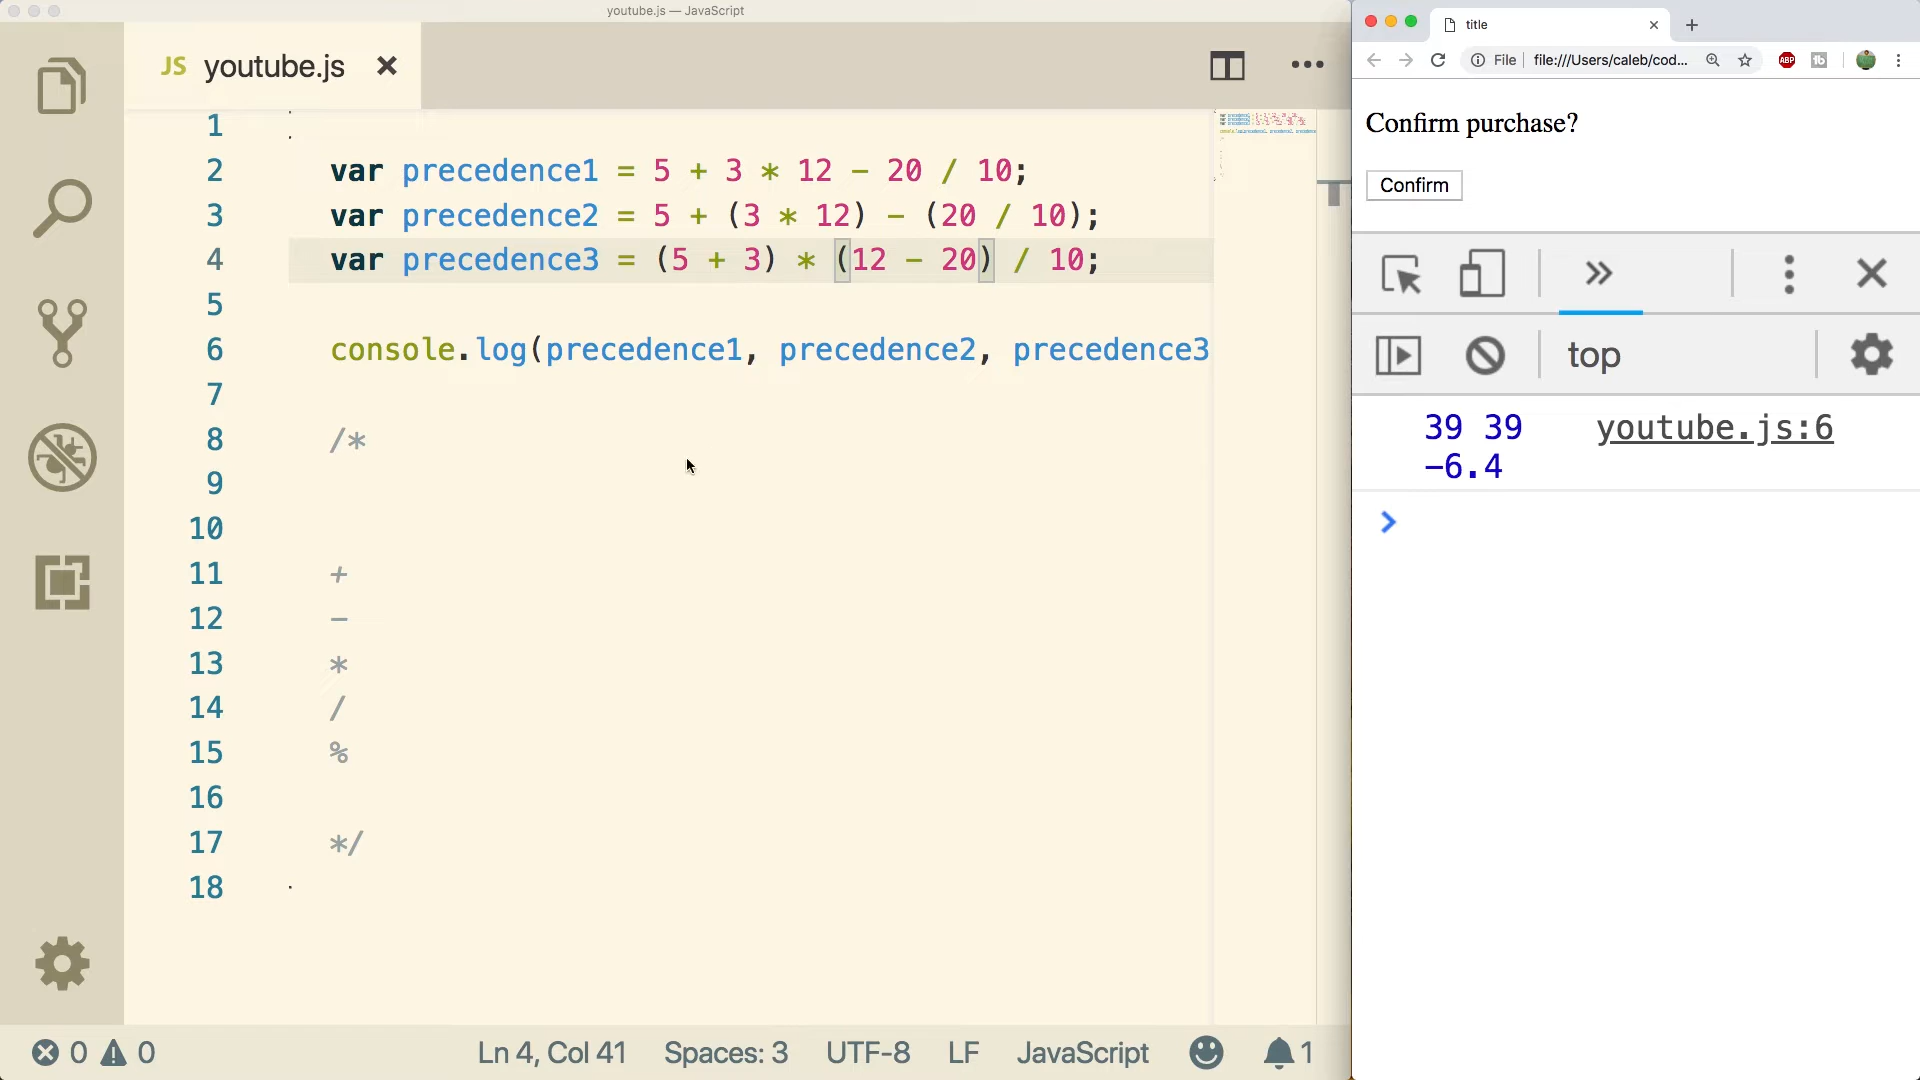 youtube.js — JavaScript
JS youtube.js
1
2 var precedence1 = 5 + 3 * 12 - 20 / 10;
3 var precedence2 = 5 + (3 * 12) - (20 / 10);
4 var precedence3 = (5 + 3) * (12 - 20) / 10;
5
6 console.log(precedence1, precedence2, precedence3
7
8 /*
9
10
11 +
12 -
13 *
14 /
15 %
16
17 */
18
0 0 Ln 4, Col 41 Spaces: 3 UTF-8 LF JavaScript 1
title
File file:///Users/caleb/cod...
ABP
Confirm purchase?
Confirm
top
39 39 youtube.js:6
-6.4